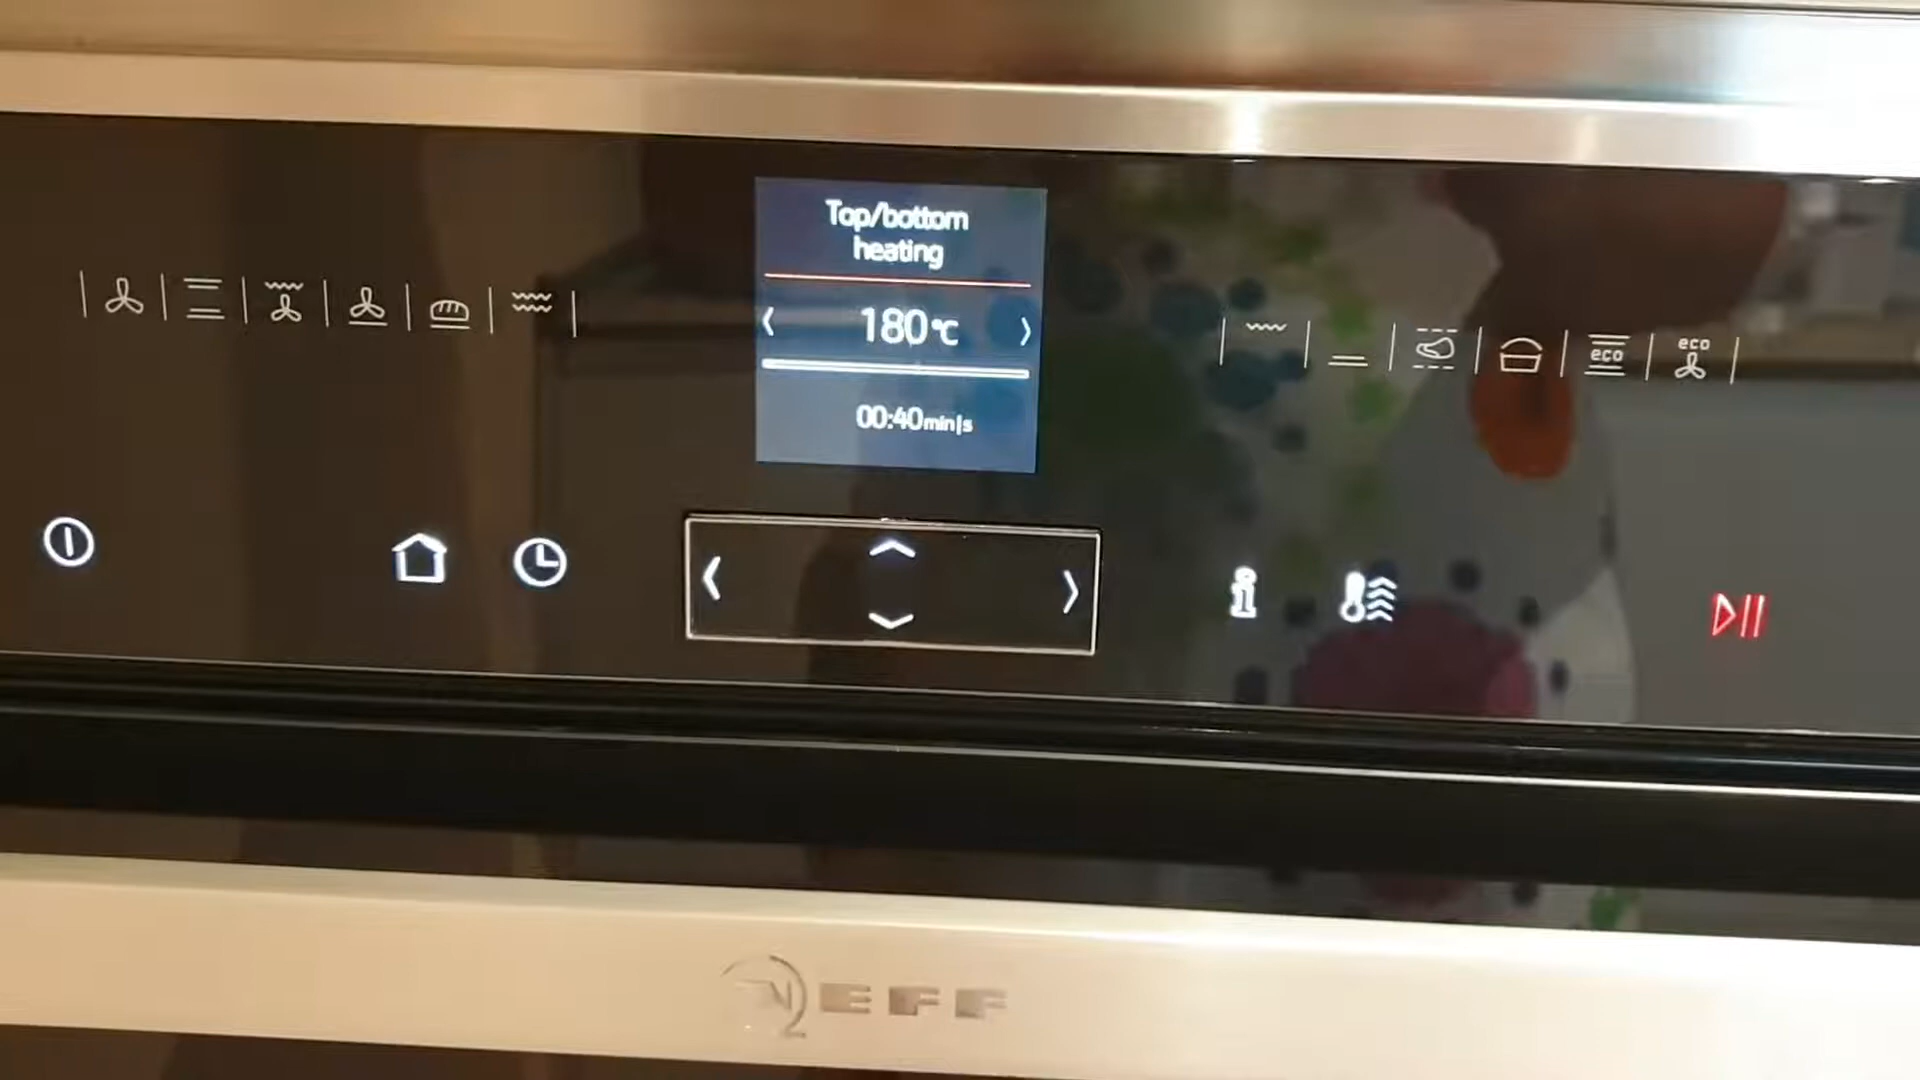 Top/bottom
heating
180°C
00:40min|s
eco
eco
i
NEFF